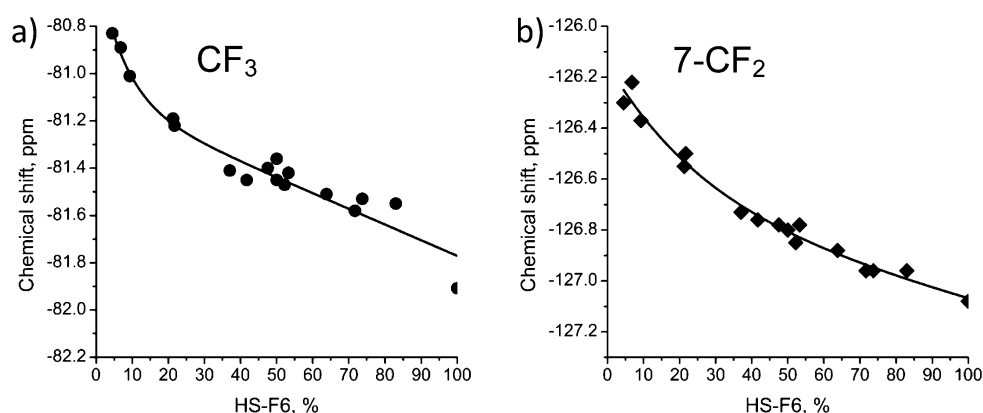 a)
CF3
Chemical shift, ppm
-80.8
-81.0
-81.2
-81.4
-81.6
-81.8
-82.0
-82.2
0 10 20 30 40 50 60 70 80 90 100
HS-F6, %
b)
7-CF2
Chemical shift, ppm
-126.0
-126.2
-126.4
-126.6
-126.8
-127.0
-127.2
0 10 20 30 40 50 60 70 80 90 100
HS-F6, %